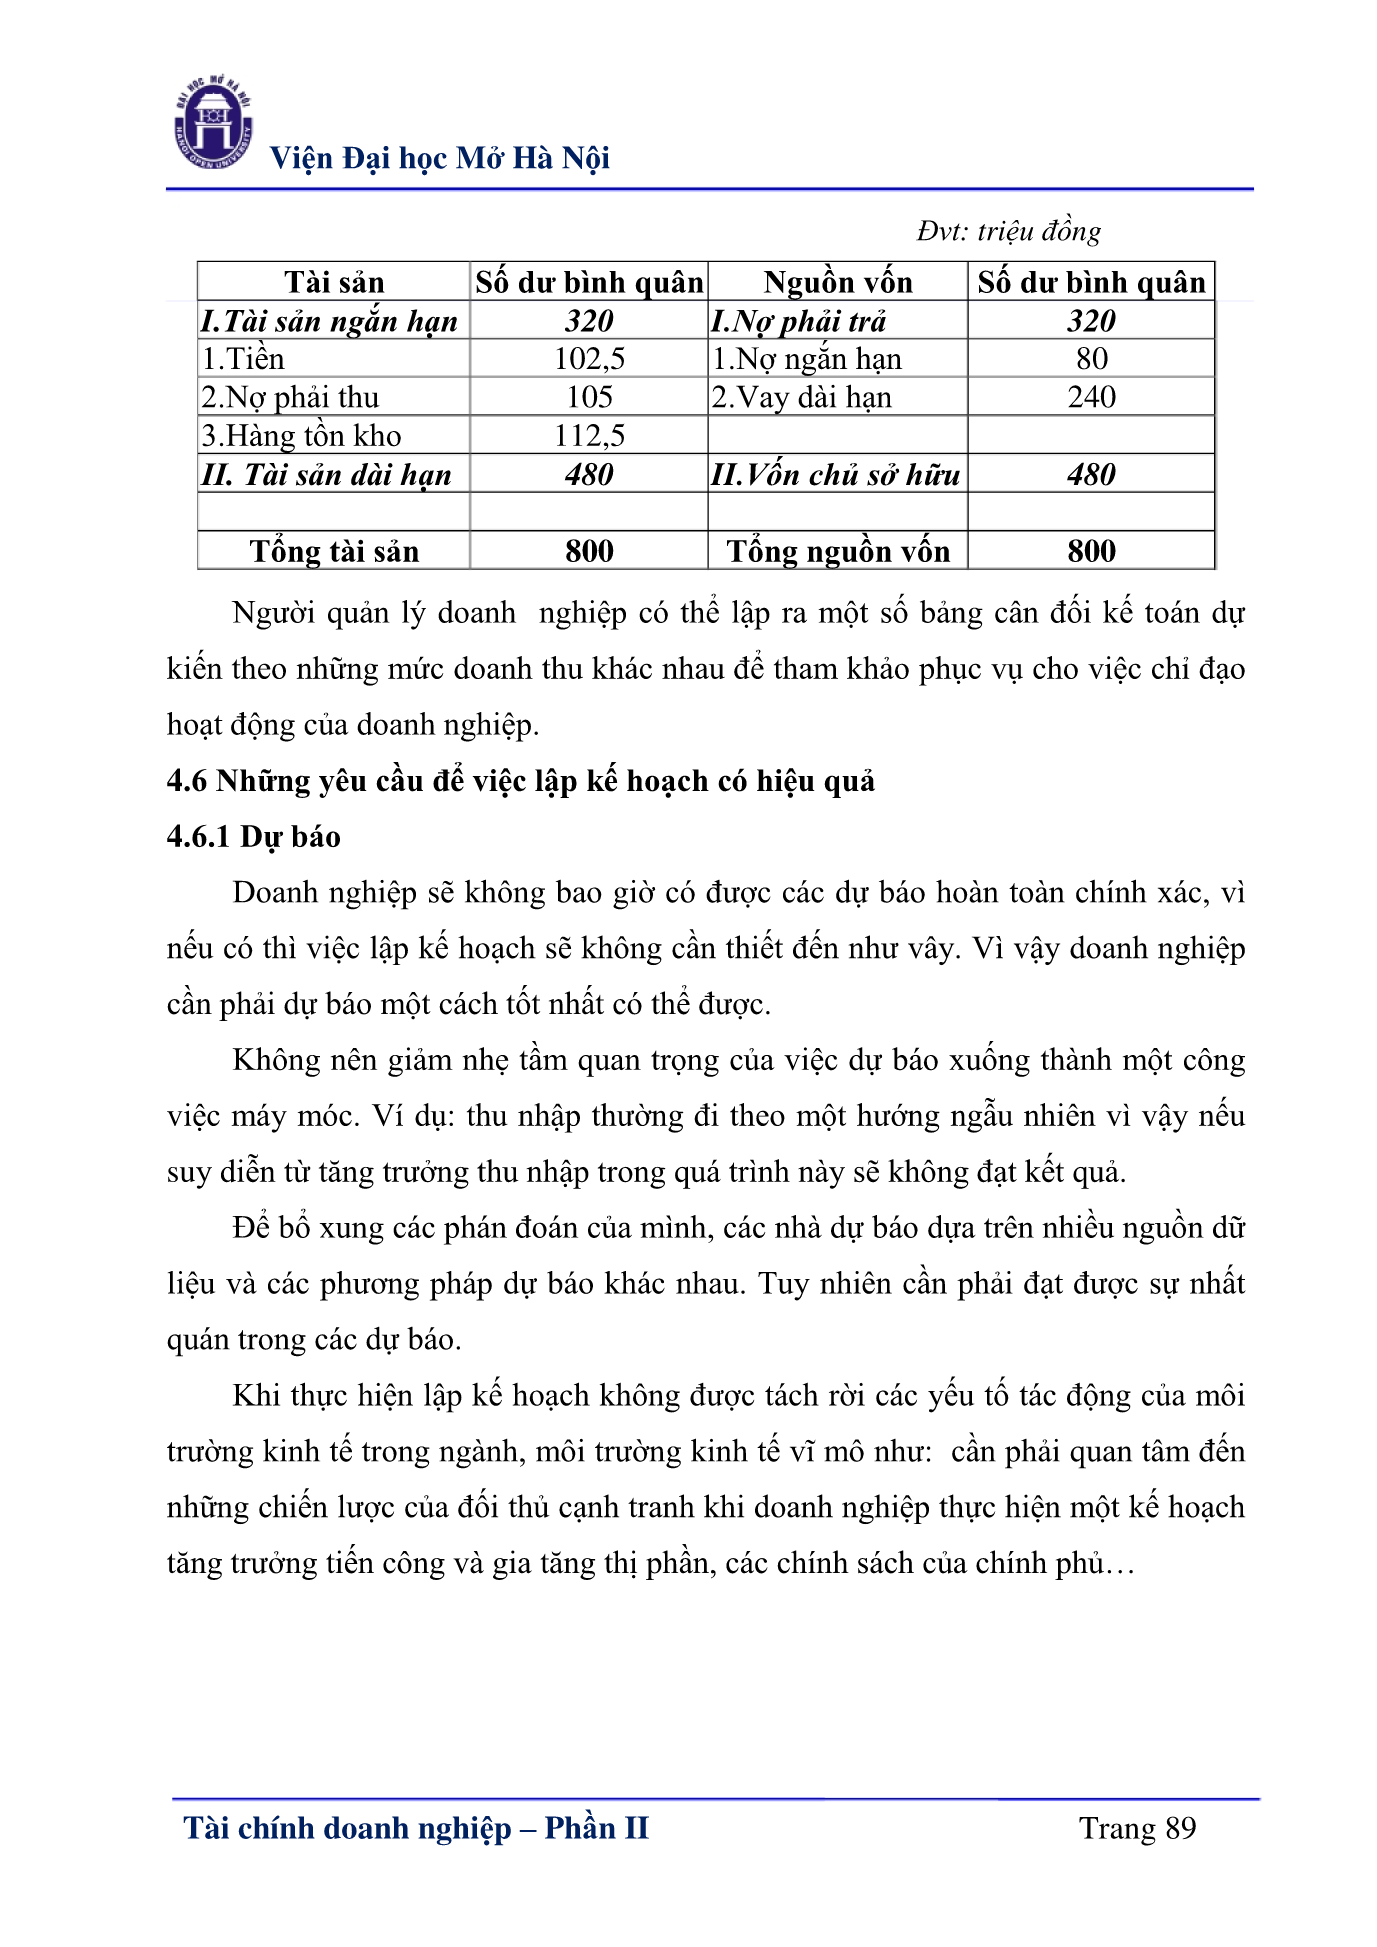 ĐẠI HỌC MỞ HÀ NỘI
HANOI OPEN UNIVERSITY
Viện Đại học Mở Hà Nội
Đvt: triệu đồng
Tài sản Số dư bình quân Nguồn vốn Số dư bình quân
I.Tài sản ngắn hạn 320 I.Nợ phải trả 320
1.Tiền 102,5 1.Nợ ngắn hạn 80
2.Nợ phải thu 105 2.Vay dài hạn 240
3.Hàng tồn kho 112,5
II. Tài sản dài hạn 480 II.Vốn chủ sở hữu 480
Tổng tài sản 800 Tổng nguồn vốn 800
Người quản lý doanh nghiệp có thể lập ra một số bảng cân đối kế toán dự
kiến theo những mức doanh thu khác nhau để tham khảo phục vụ cho việc chỉ đạo
hoạt động của doanh nghiệp.
4.6 Những yêu cầu để việc lập kế hoạch có hiệu quả
4.6.1 Dự báo
Doanh nghiệp sẽ không bao giờ có được các dự báo hoàn toàn chính xác, vì
nếu có thì việc lập kế hoạch sẽ không cần thiết đến như vây. Vì vậy doanh nghiệp
cần phải dự báo một cách tốt nhất có thể được.
Không nên giảm nhẹ tầm quan trọng của việc dự báo xuống thành một công
việc máy móc. Ví dụ: thu nhập thường đi theo một hướng ngẫu nhiên vì vậy nếu
suy diễn từ tăng trưởng thu nhập trong quá trình này sẽ không đạt kết quả.
Để bổ xung các phán đoán của mình, các nhà dự báo dựa trên nhiều nguồn dữ
liệu và các phương pháp dự báo khác nhau. Tuy nhiên cần phải đạt được sự nhất
quán trong các dự báo.
Khi thực hiện lập kế hoạch không được tách rời các yếu tố tác động của môi
trường kinh tế trong ngành, môi trường kinh tế vĩ mô như: cần phải quan tâm đến
những chiến lược của đối thủ cạnh tranh khi doanh nghiệp thực hiện một kế hoạch
tăng trưởng tiến công và gia tăng thị phần, các chính sách của chính phủ…
Tài chính doanh nghiệp – Phần II Trang 89